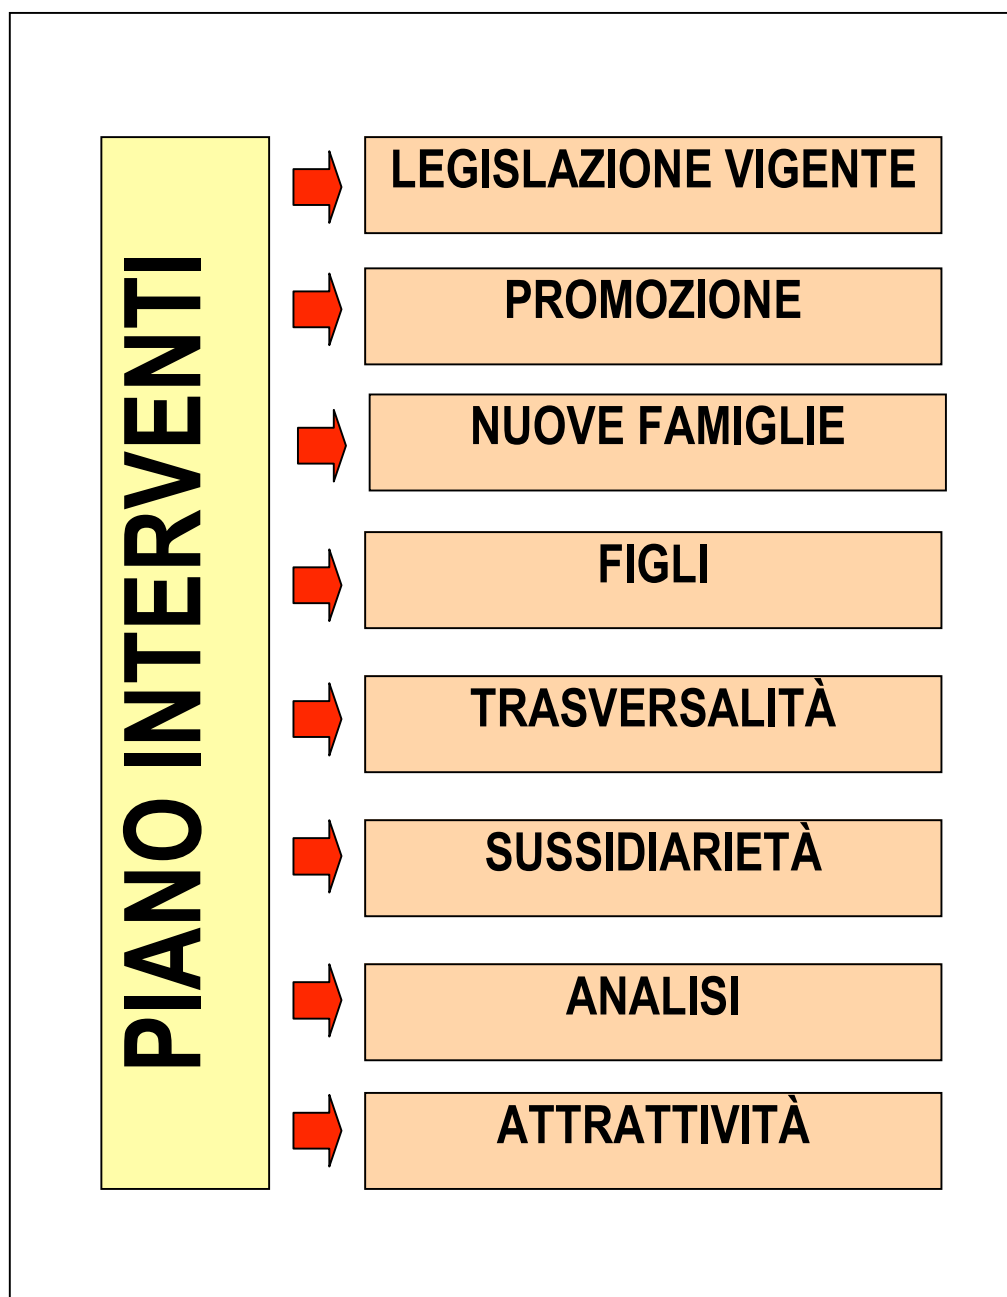 PIANO INTERVENTI
LEGISLAZIONE VIGENTE
PROMOZIONE
NUOVE FAMIGLIE
FIGLI
TRASVERSALITÀ
SUSSIDIARIETÀ
ANALISI
ATTRATTIVITÀ